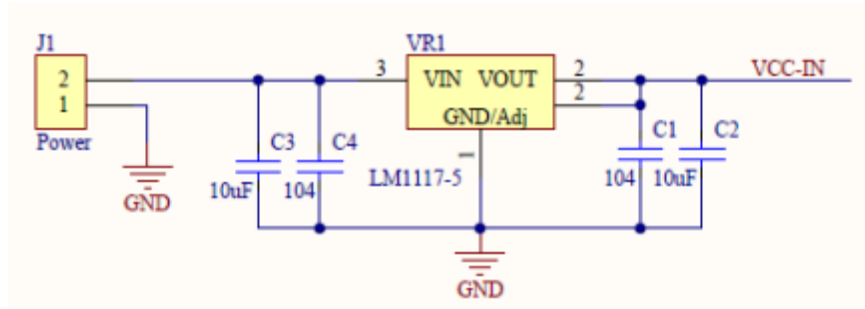 J1
2
1
Power
GND
C3
10uF
C4
104
VR1
3
VIN VOUT
GND/Adj
2
2
1
LM1117-5
GND
C1
104
C2
10uF
VCC-IN